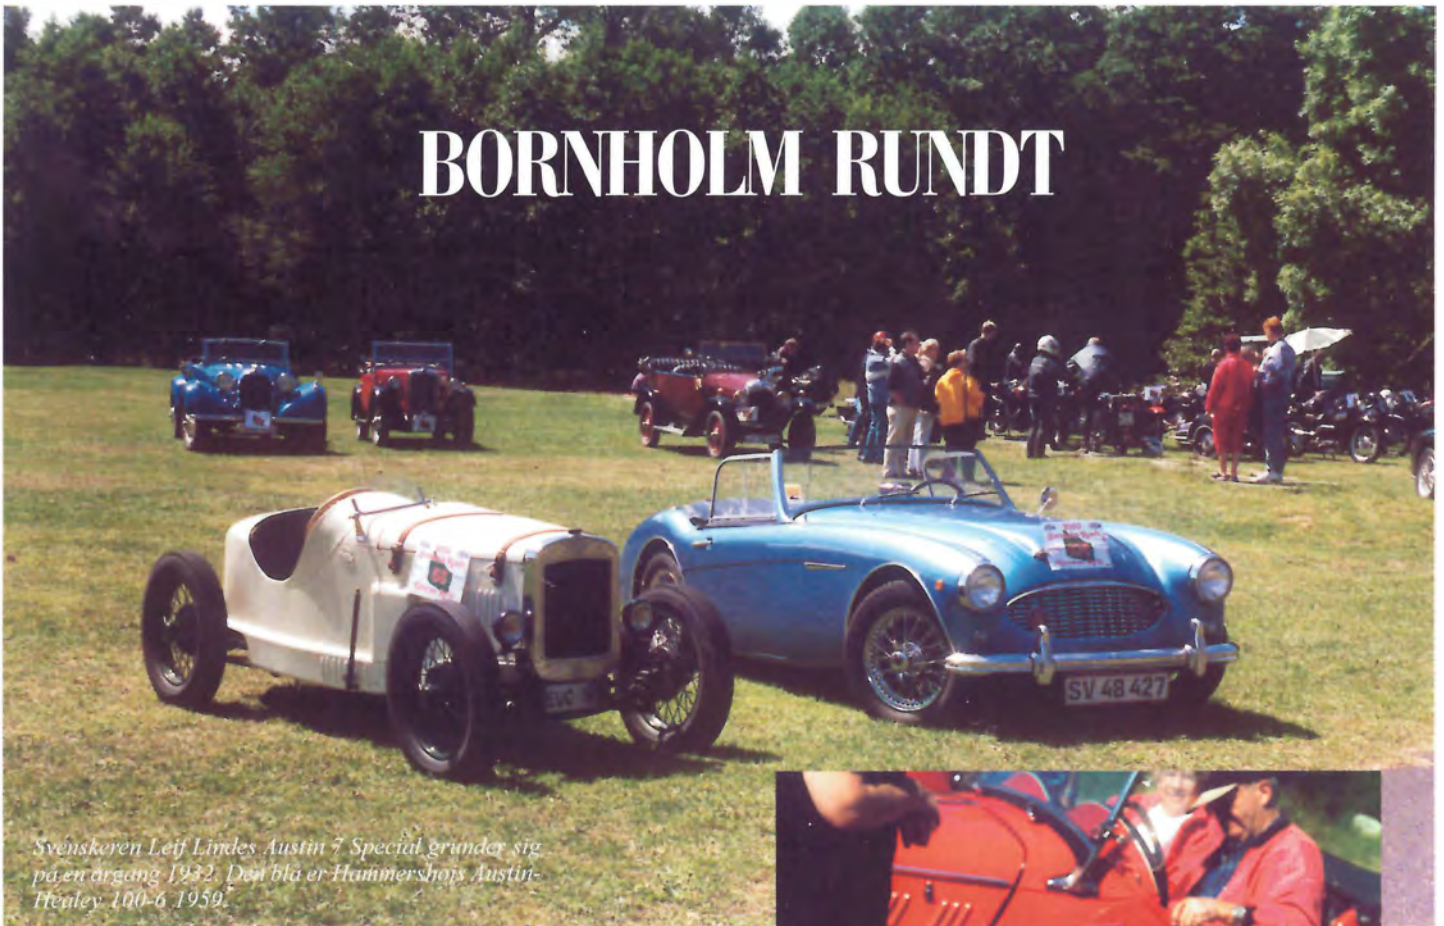 BORNHOLM RUNDT
SV 48 427
Svenskeren Leif Lindes Austin 7 Special grunder sig
på en årgang 1932. Den blå er Hammershøjs Austin-
Healey 100-6 1959.